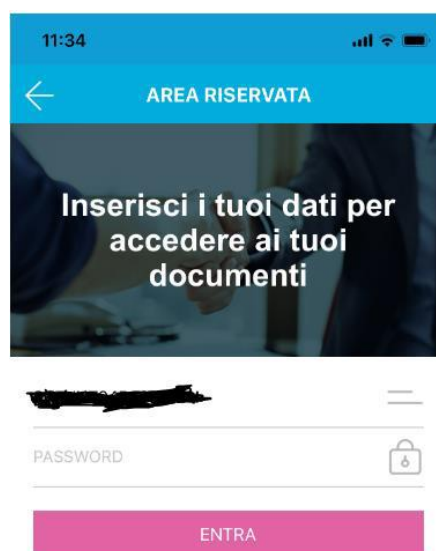 11:34
AREA RISERVATA
Inserisci i tuoi dati per
accedere ai tuoi
documenti
PASSWORD
ENTRA